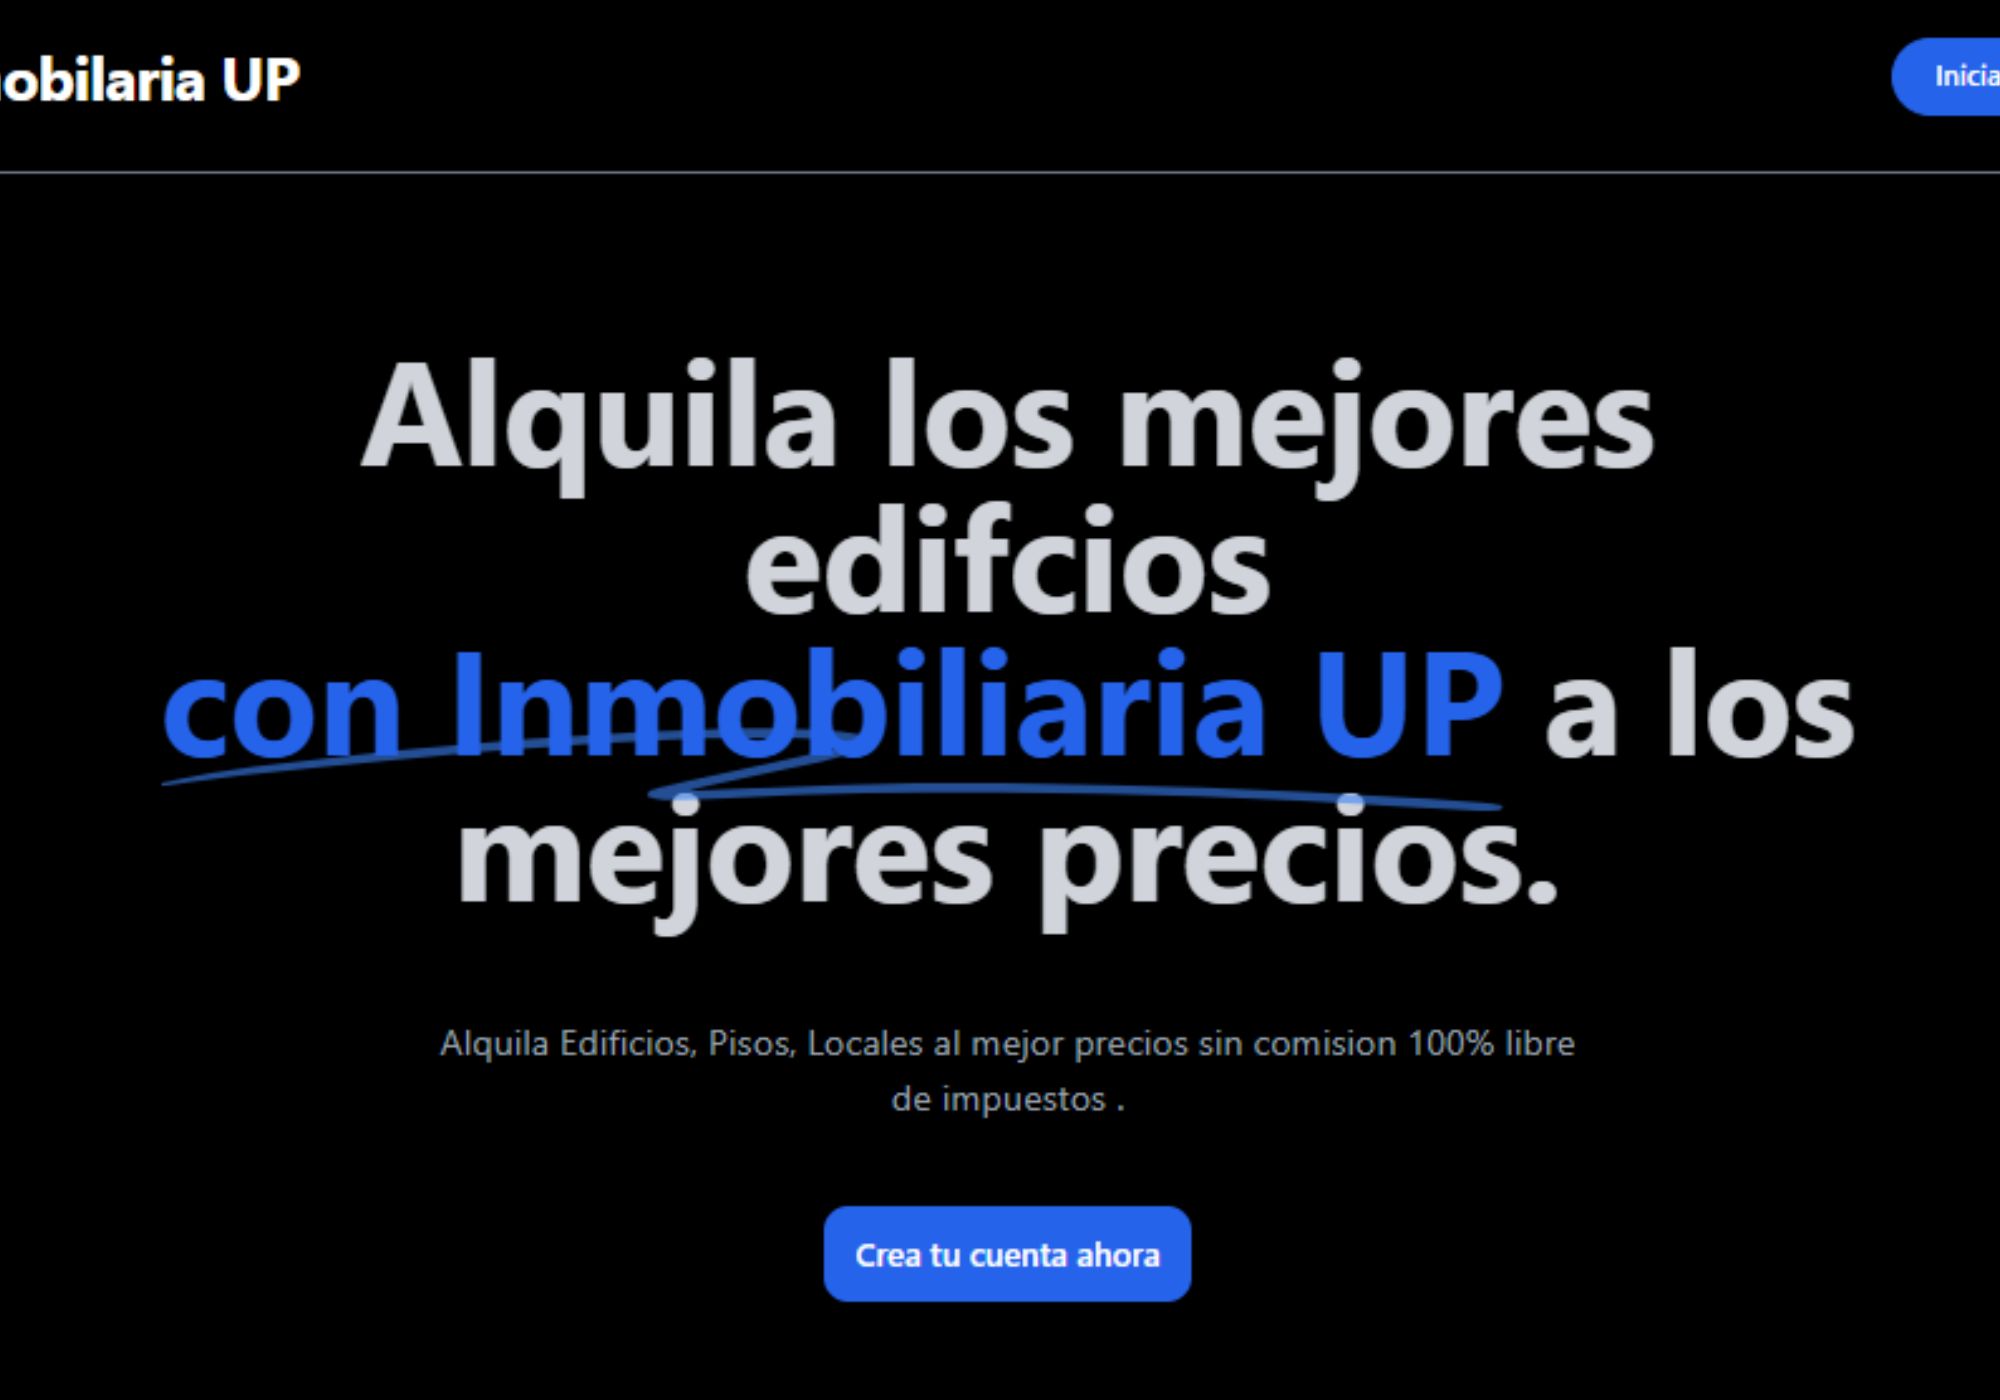 obilaria UP
Inicia
Alquila los mejores
edifcios
con Inmobiliaria UP a los
mejores precios.
Alquila Edificios, Pisos, Locales al mejor precios sin comision 100% libre
de impuestos .
Crea tu cuenta ahora